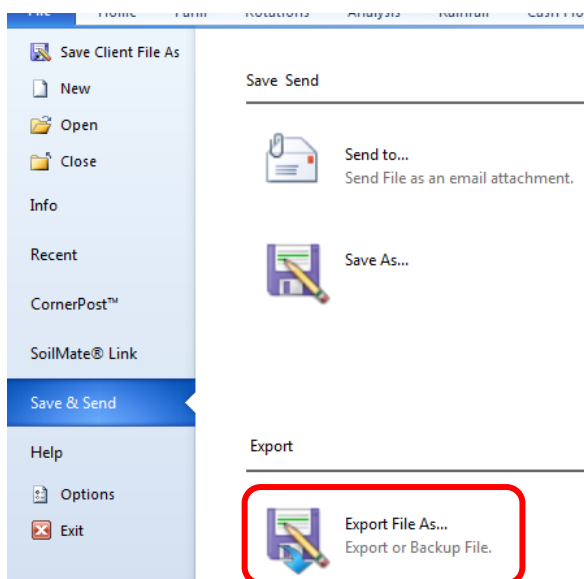 Save Client File As
New
Save Send
Open
Send to...
Close
Send File as an email attachment.
Info
Recent
Save As...
CornerPost™
SoilMate® Link
Save & Send
Help
Export
Options
Export File As...
Exit
Export or Backup File.